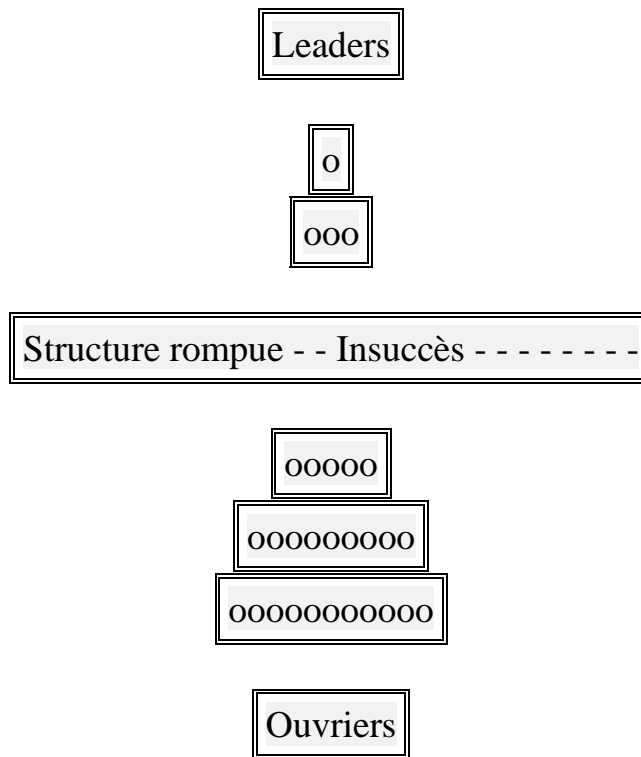 Leaders
o
ooo
Structure rompue - - Insuccès - - - - - - - -
ooooo
ooooooooo
ooooooooooo
Ouvriers